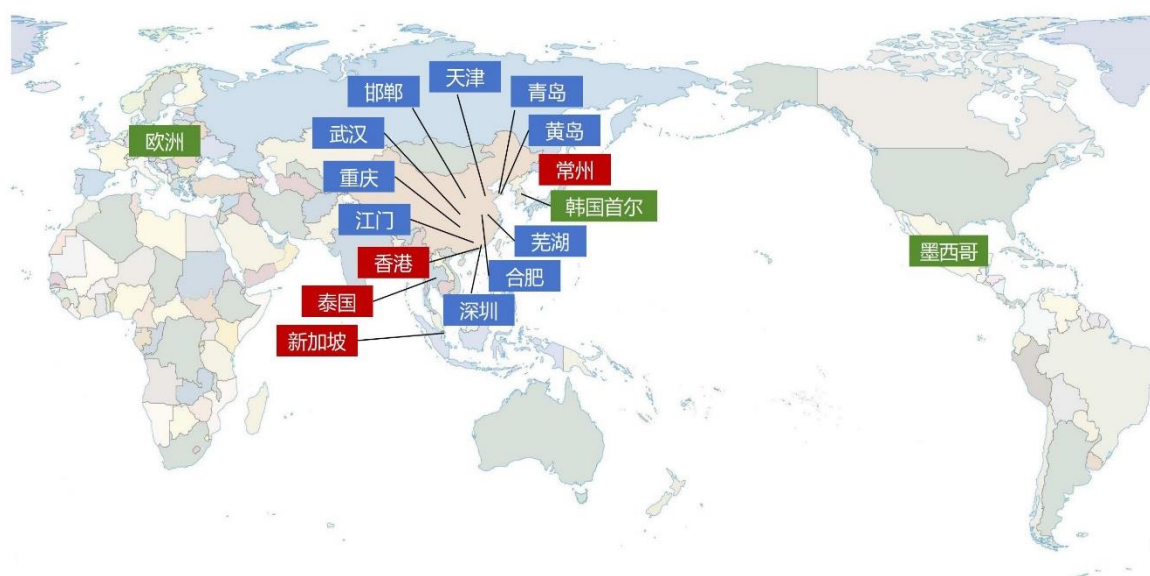 天津
邯郸
青岛
武汉
黄岛
欧洲
常州
重庆
韩国首尔
江门
芜湖
墨西哥
香港
合肥
泰国
深圳
新加坡